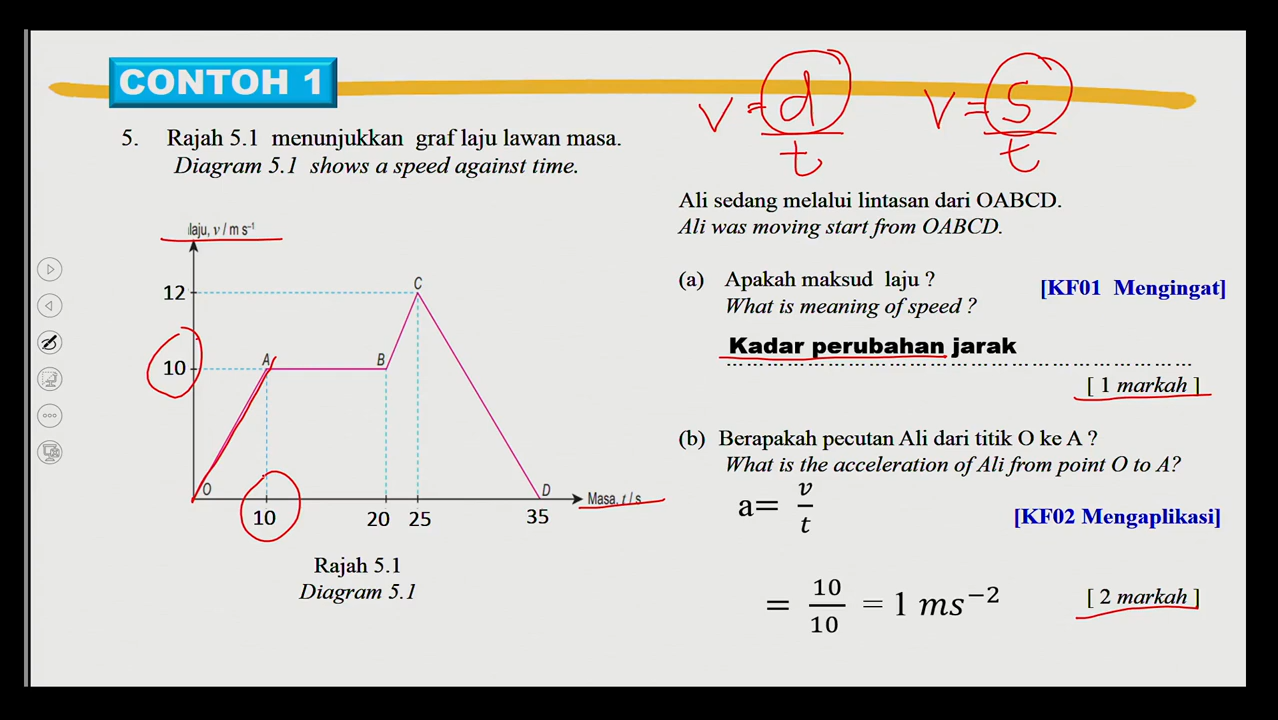 CONTOH 1
v = d/t
v = s/t
5. Rajah 5.1 menunjukkan graf laju lawan masa.
Diagram 5.1 shows a speed against time.
laju, v / m s⁻¹
12
10
A
B
C
O
D
Masa, t / s
10
20
25
35
Rajah 5.1
Diagram 5.1
Ali sedang melalui lintasan dari OABCD.
Ali was moving start from OABCD.
(a) Apakah maksud laju ?
What is meaning of speed ?
[KF01 Mengingat]
Kadar perubahan jarak
[ 1 markah ]
(b) Berapakah pecutan Ali dari titik O ke A ?
What is the acceleration of Ali from point O to A?
a= v/t
[KF02 Mengaplikasi]
= 10/10 = 1 ms⁻²
[ 2 markah ]